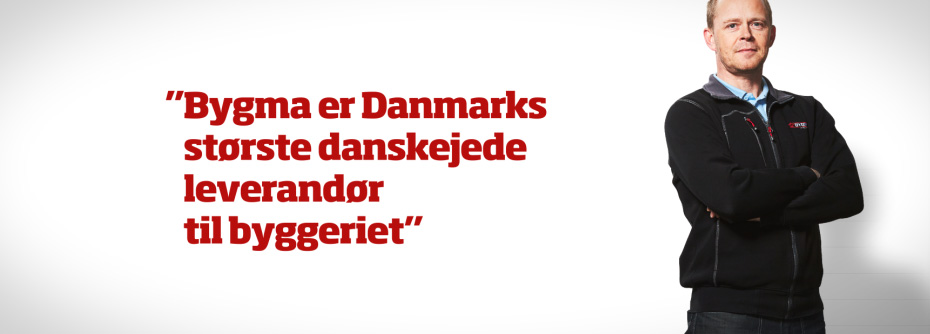 ”Bygma er Danmarks
største danskejede
leverandør
til byggeriet”